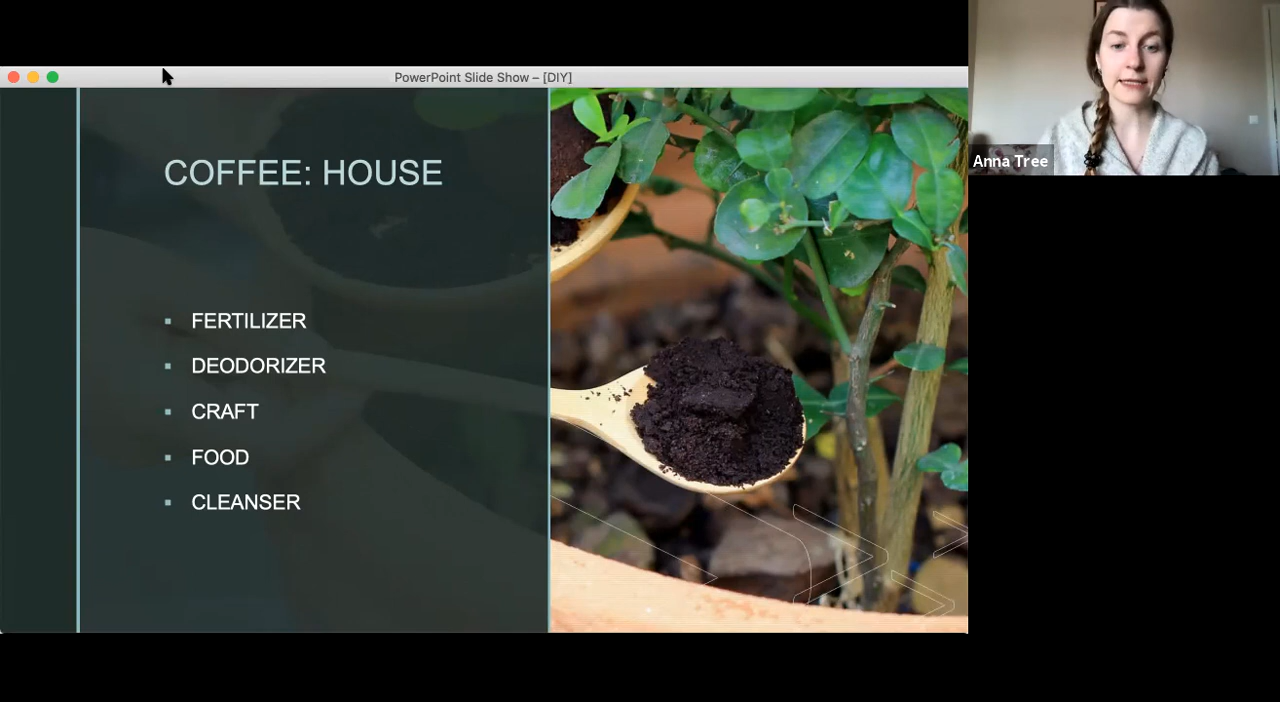 PowerPoint Slide Show – [DIY]
COFFEE: HOUSE
▪ FERTILIZER
▪ DEODORIZER
▪ CRAFT
▪ FOOD
▪ CLEANSER
Anna Tree